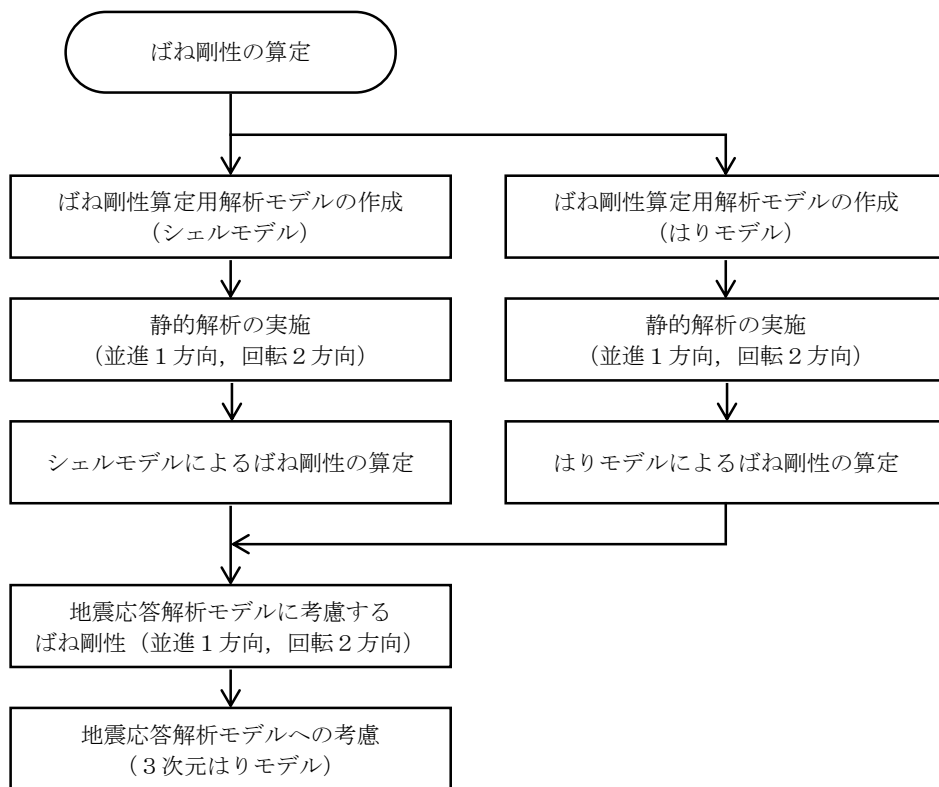 ばね剛性の算定
ばね剛性算定用解析モデルの作成
（シェルモデル）
ばね剛性算定用解析モデルの作成
（はりモデル）
静的解析の実施
（並進１方向，回転２方向）
静的解析の実施
（並進１方向，回転２方向）
シェルモデルによるばね剛性の算定
はりモデルによるばね剛性の算定
地震応答解析モデルに考慮する
ばね剛性（並進１方向，回転２方向）
地震応答解析モデルへの考慮
（３次元はりモデル）